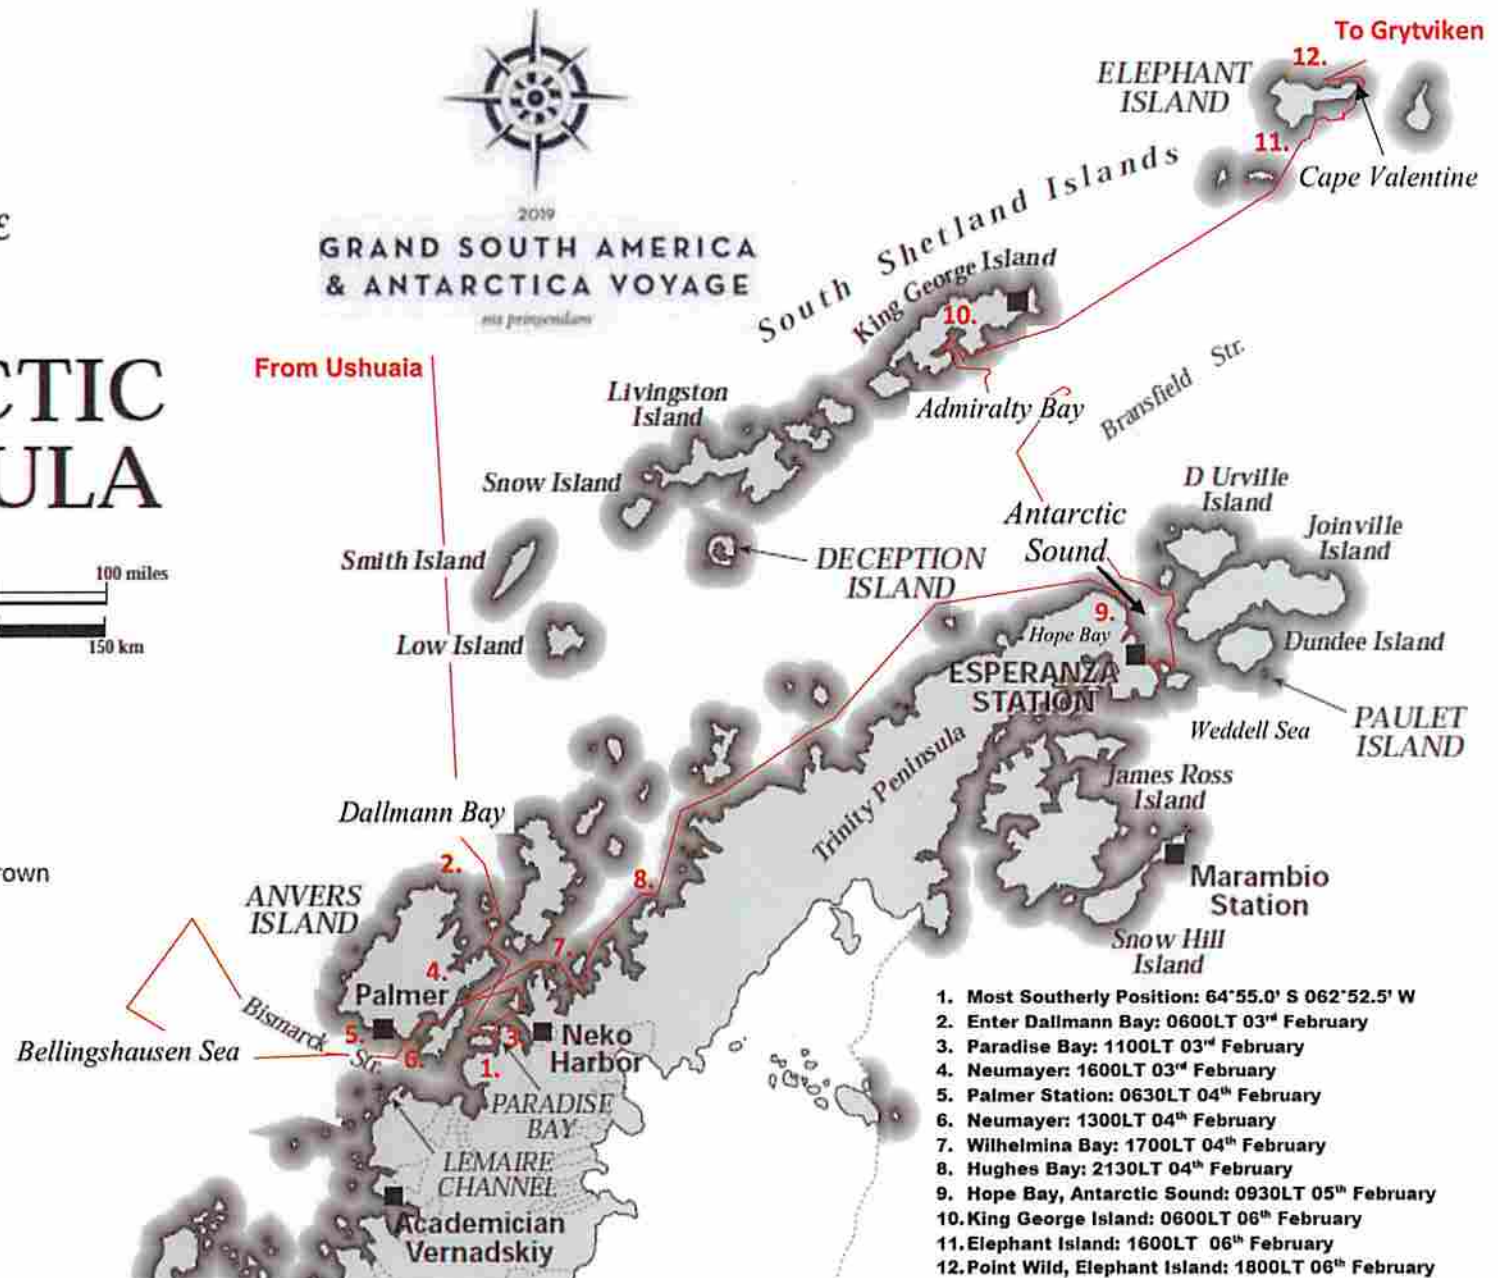 To Grytviken
12.
ELEPHANT
ISLAND
11.
Cape Valentine
2019
GRAND SOUTH AMERICA
& ANTARCTICA VOYAGE
ms prinsendam
South Shetland Islands
King George Island
10.
CTIC
ULA
From Ushuaia
Livingston
Island
Admiralty Bay
Bransfield Str.
Snow Island
D Urville
Island
Antarctic
Sound
Joinville
Island
Smith Island
DECEPTION
ISLAND
100 miles
150 km
Low Island
9.
Hope Bay
Dundee Island
ESPERANZA
STATION
Weddell Sea
PAULET
ISLAND
Trinity Peninsula
James Ross
Island
Dallmann Bay
2.
8.
own
ANVERS
ISLAND
Marambio
Station
Snow Hill
Island
7.
4.
Palmer
Bismarck
Str.
5.
6.
3.
Neko
Harbor
1.
Bellingshausen Sea
PARADISE
BAY
LEMAIRE
CHANNEL
Academician
Vernadskiy
1. Most Southerly Position: 64°55.0' S 062°52.5' W
2. Enter Dallmann Bay: 0600LT 03rd February
3. Paradise Bay: 1100LT 03rd February
4. Neumayer: 1600LT 03rd February
5. Palmer Station: 0630LT 04th February
6. Neumayer: 1300LT 04th February
7. Wilhelmina Bay: 1700LT 04th February
8. Hughes Bay: 2130LT 04th February
9. Hope Bay, Antarctic Sound: 0930LT 05th February
10. King George Island: 0600LT 06th February
11. Elephant Island: 1600LT 06th February
12. Point Wild, Elephant Island: 1800LT 06th February